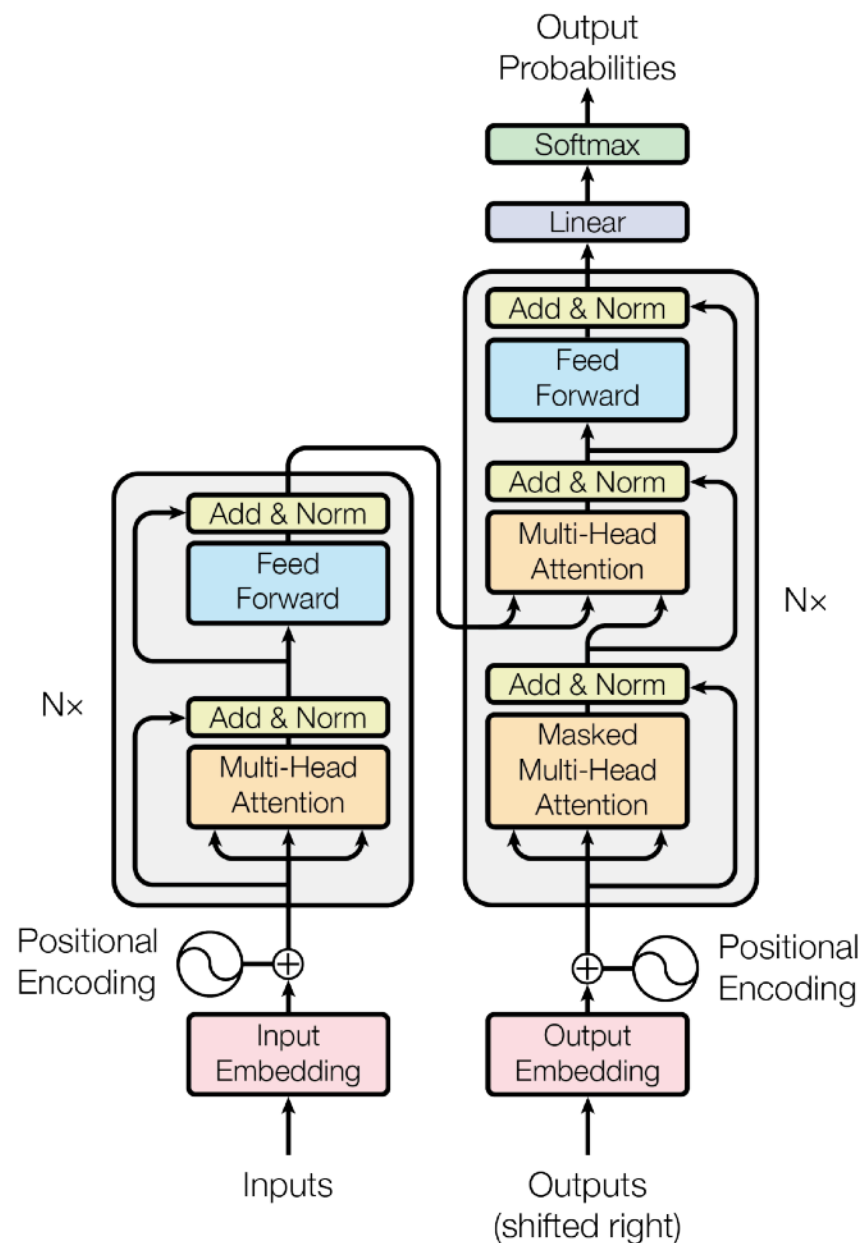 Output
Probabilities
Softmax
Linear
Add & Norm
Feed
Forward
Add & Norm
Multi-Head
Attention
Nx
Add & Norm
Masked
Multi-Head
Attention
Add & Norm
Feed
Forward
Nx
Add & Norm
Multi-Head
Attention
Positional
Encoding
Positional
Encoding
Input
Embedding
Output
Embedding
Inputs
Outputs
(shifted right)